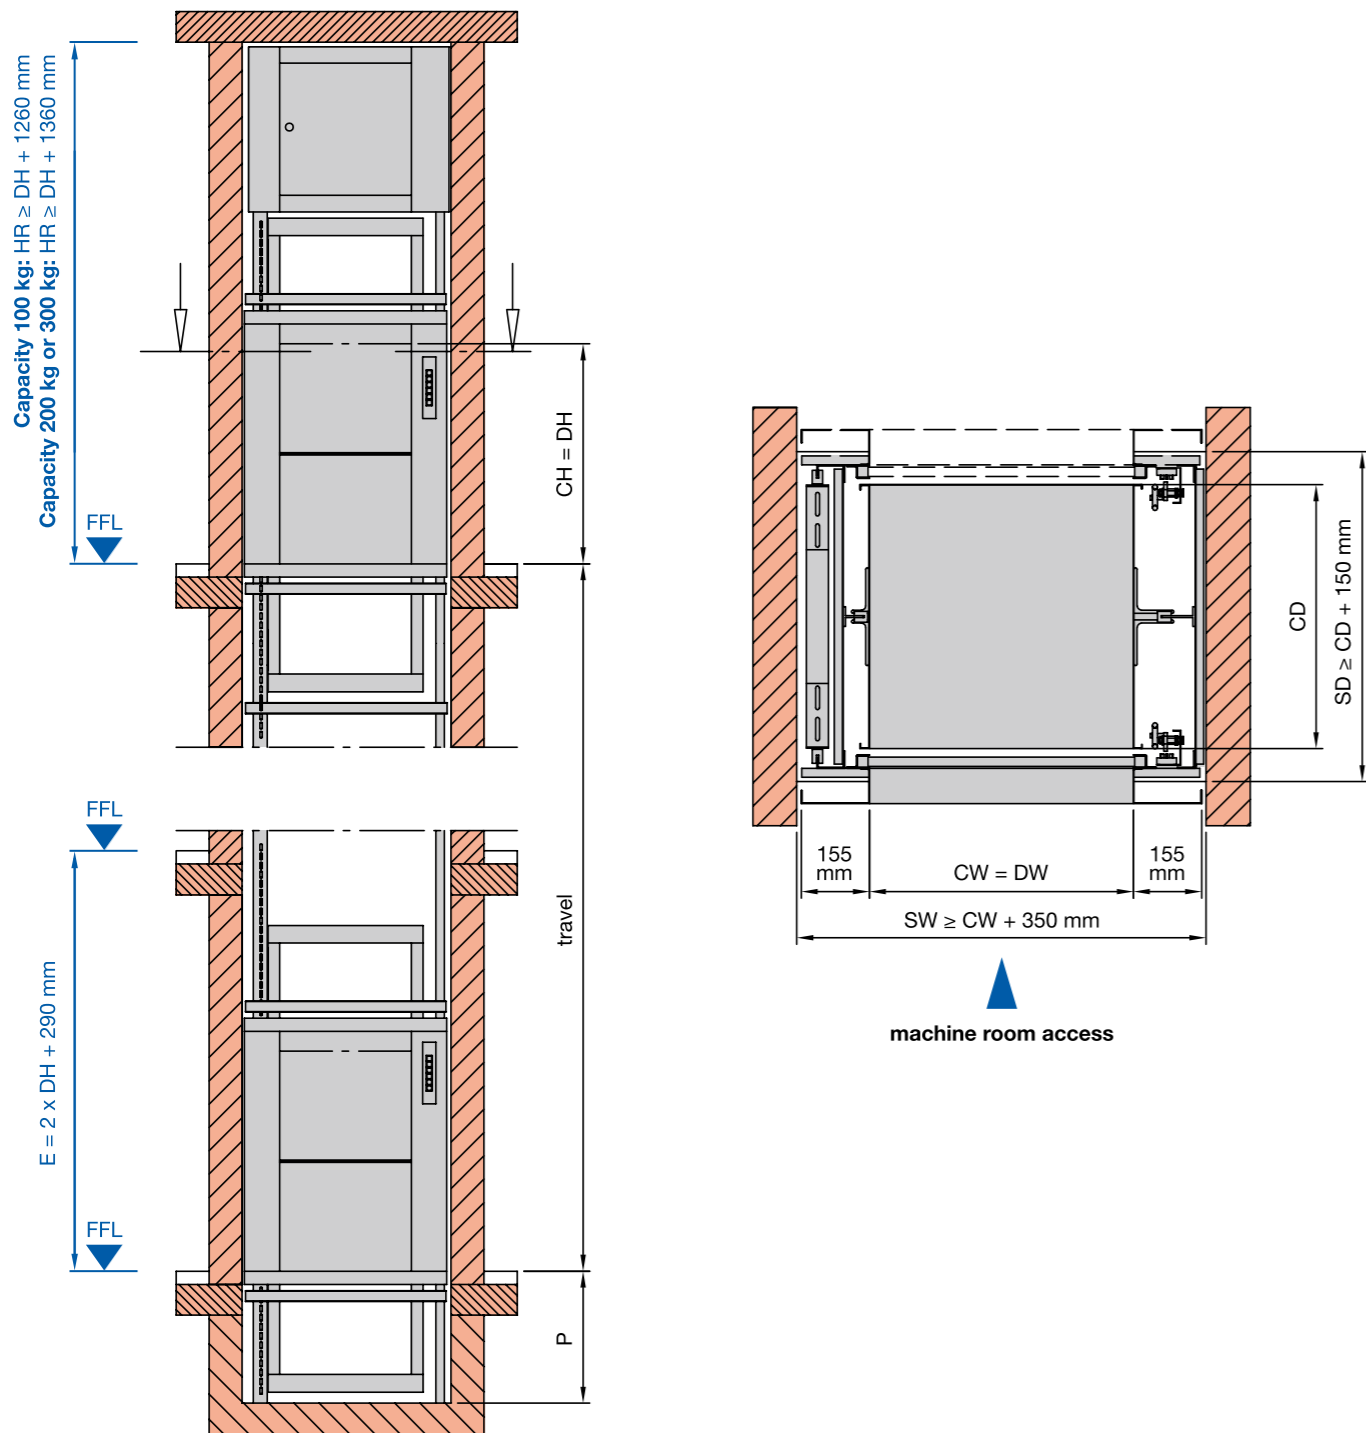 Capacity 100 kg: HR ≥ DH + 1260 mm
Capacity 200 kg or 300 kg: HR ≥ DH + 1360 mm
FFL
CH = DH
FFL
E = 2 x DH + 290 mm
travel
FFL
P
CD
SD ≥ CD + 150 mm
155
mm
CW = DW
155
mm
SW ≥ CW + 350 mm
machine room access